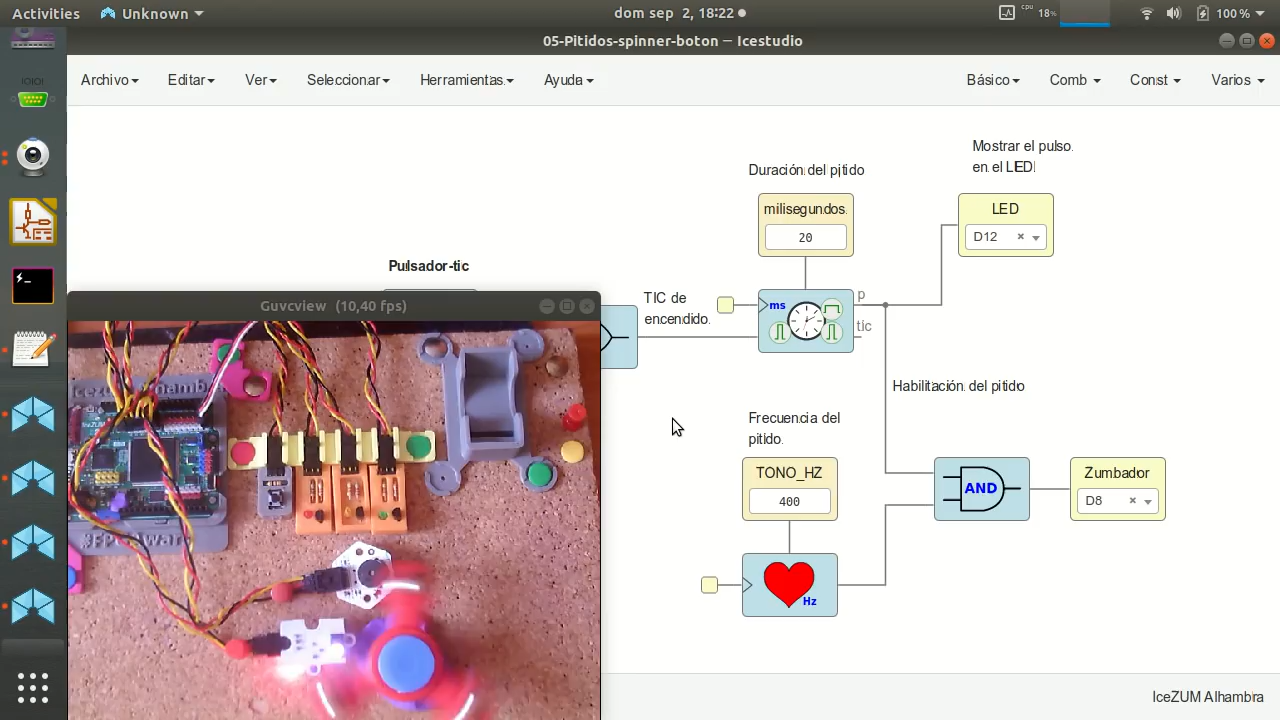 Activities
Unknown
dom sep 2, 18:22
cpu
18%
100 %
05-Pitidos-spinner-boton – Icestudio
Archivo
Editar
Ver
Seleccionar
Herramientas
Ayuda
Básico
Comb
Const
Varios
Mostrar el pulso
en el LED
Duración del pitido
milisegundos
20
LED
D12
Pulsador-tic
TIC de
encendido
ms
p
tic
Guvcview (10,40 fps)
Habilitación del pitido
Frecuencia del
pitido
TONO_HZ
400
AND
Zumbador
D8
Hz
IceZUM Alhambra